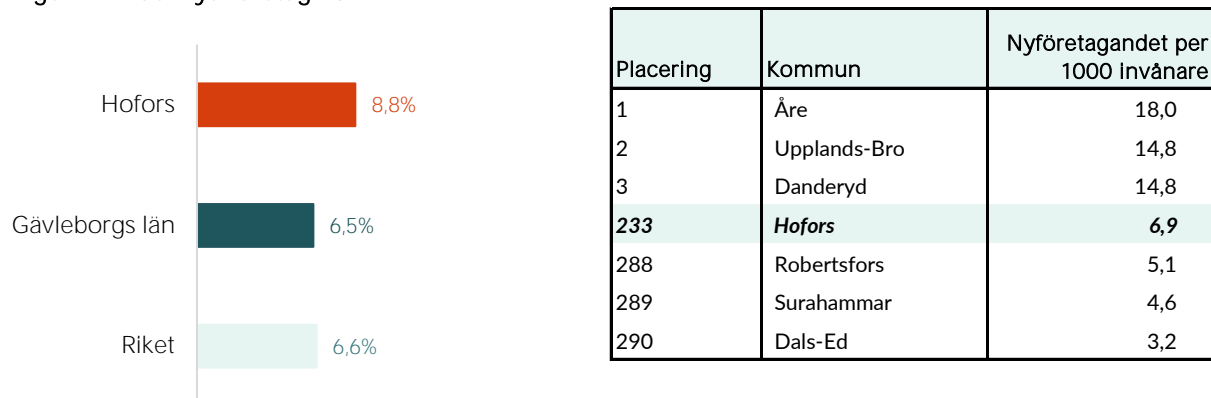 Hofors
8,8%
Gävleborgs län
6,5%
Riket
6,6%
Placering Kommun Nyföretagandet per
1000 invånare
1 Åre 18,0
2 Upplands-Bro 14,8
3 Danderyd 14,8
233 Hofors 6,9
288 Robertsfors 5,1
289 Surahammar 4,6
290 Dals-Ed 3,2